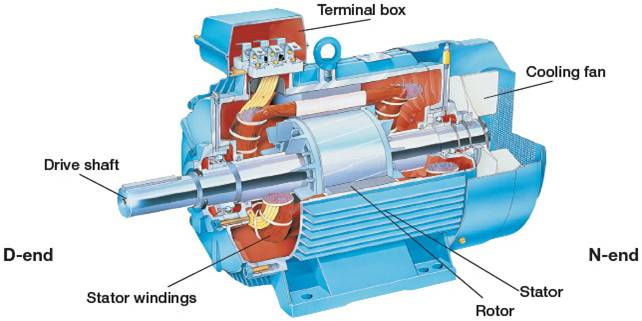 Terminal box
Cooling fan
Drive shaft
D-end
N-end
Stator windings
Stator
Rotor